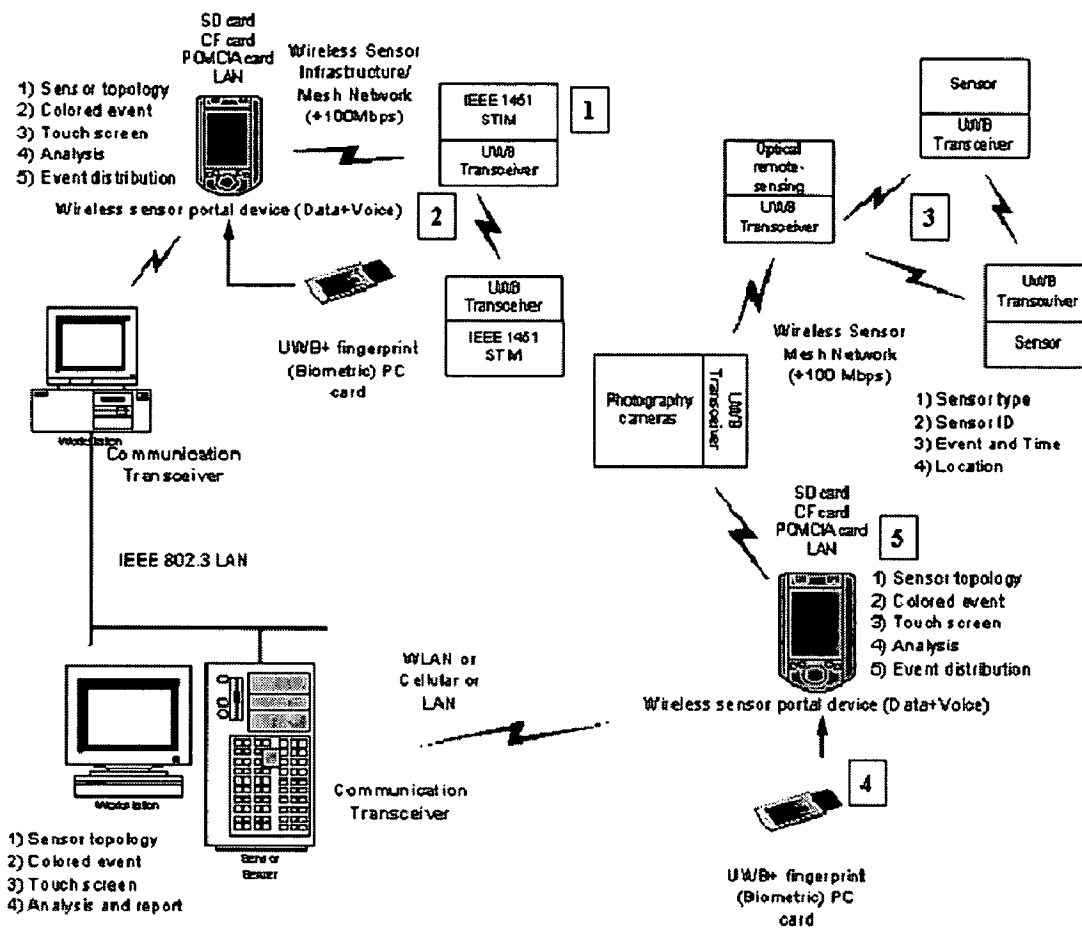 SD card
CF card
POMCIA card
LAN
1) Sensor topology
2) Colored event
3) Touch screen
4) Analysis
5) Event distribution
Wireless Sensor
Infrastructure/
Mesh Network
(+100Mbps)
IEEE 1451
STIM
UWB
Transceiver
1
Wireless sensor portal device (Data+Voice)
2
UWB
Transceiver
IEEE 1451
STIM
UWB+ fingerprint
(Biometric) PC
card
Workstation
Communication
Transceiver
IEEE 802.3 LAN
Sensor
UWB
Transceiver
Optical
remote-
sensing
UWB
Transceiver
3
UWB
Transceiver
Sensor
Wireless Sensor
Mesh Network
(+100 Mbps)
Photography
cameras
UWB
Transceiver
1) Sensor type
2) Sensor ID
3) Event and Time
4) Location
SD card
CF card
POMCIA card
LAN
5
1) Sensor topology
2) Colored event
3) Touch screen
4) Analysis
5) Event distribution
Wireless sensor portal device (Data+Voice)
WLAN or
Cellular or
LAN
Communication
Transceiver
Workstation
1) Sensor topology
2) Colored event
3) Touch screen
4) Analysis and report
Sensor
Server
4
UWB+ fingerprint
(Biometric) PC
card